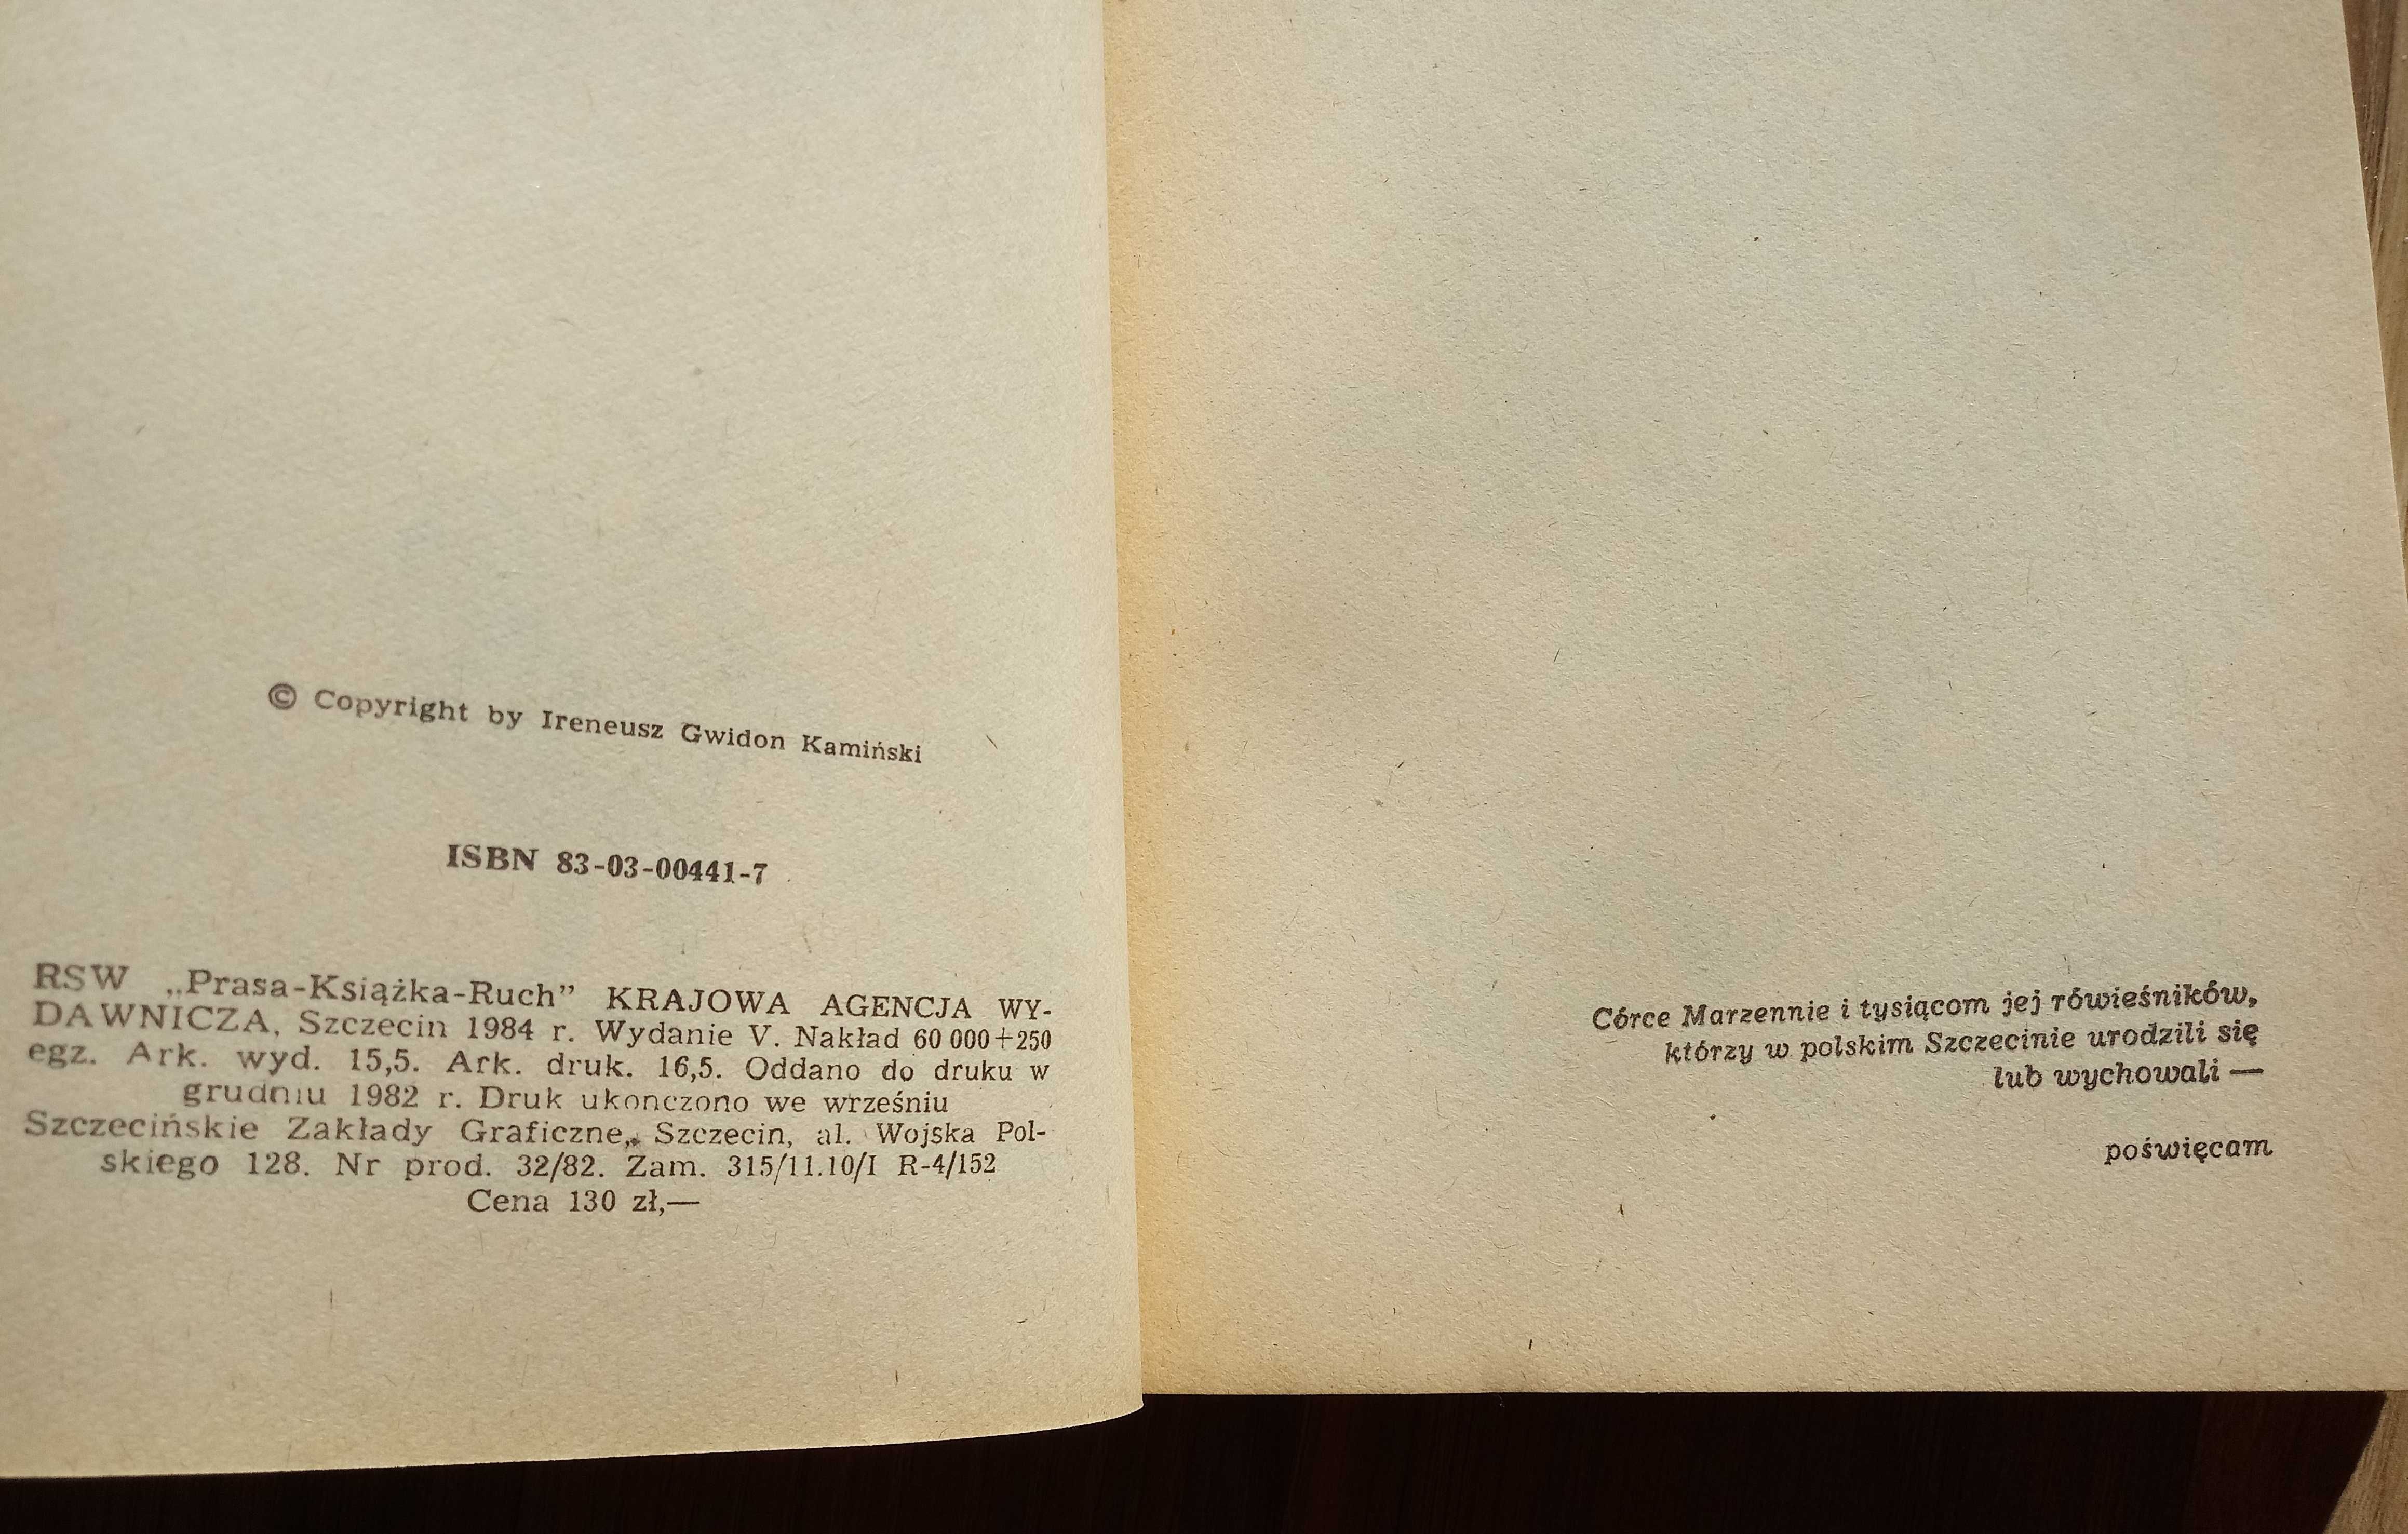 © Copyright by Ireneusz Gwidon Kamiński
ISBN 83-03-00441-7
RSW „Prasa-Książka-Ruch” KRAJOWA AGENCJA WY-
DAWNICZA, Szczecin 1984 r. Wydanie V. Nakład 60 000+250
egz. Ark. wyd. 15,5. Ark. druk. 16,5. Oddano do druku w
grudniu 1982 r. Druk ukonczono we wrześniu
Szczecińskie Zakłady Graficzne, Szczecin, al. Wojska Pol-
skiego 128. Nr prod. 32/82. Zam. 315/11.10/I R-4/152
Cena 130 zł,—
Córce Marzennie i tysiącom jej rówieśników,
którzy w polskim Szczecinie urodzili się
lub wychowali —
poświęcam